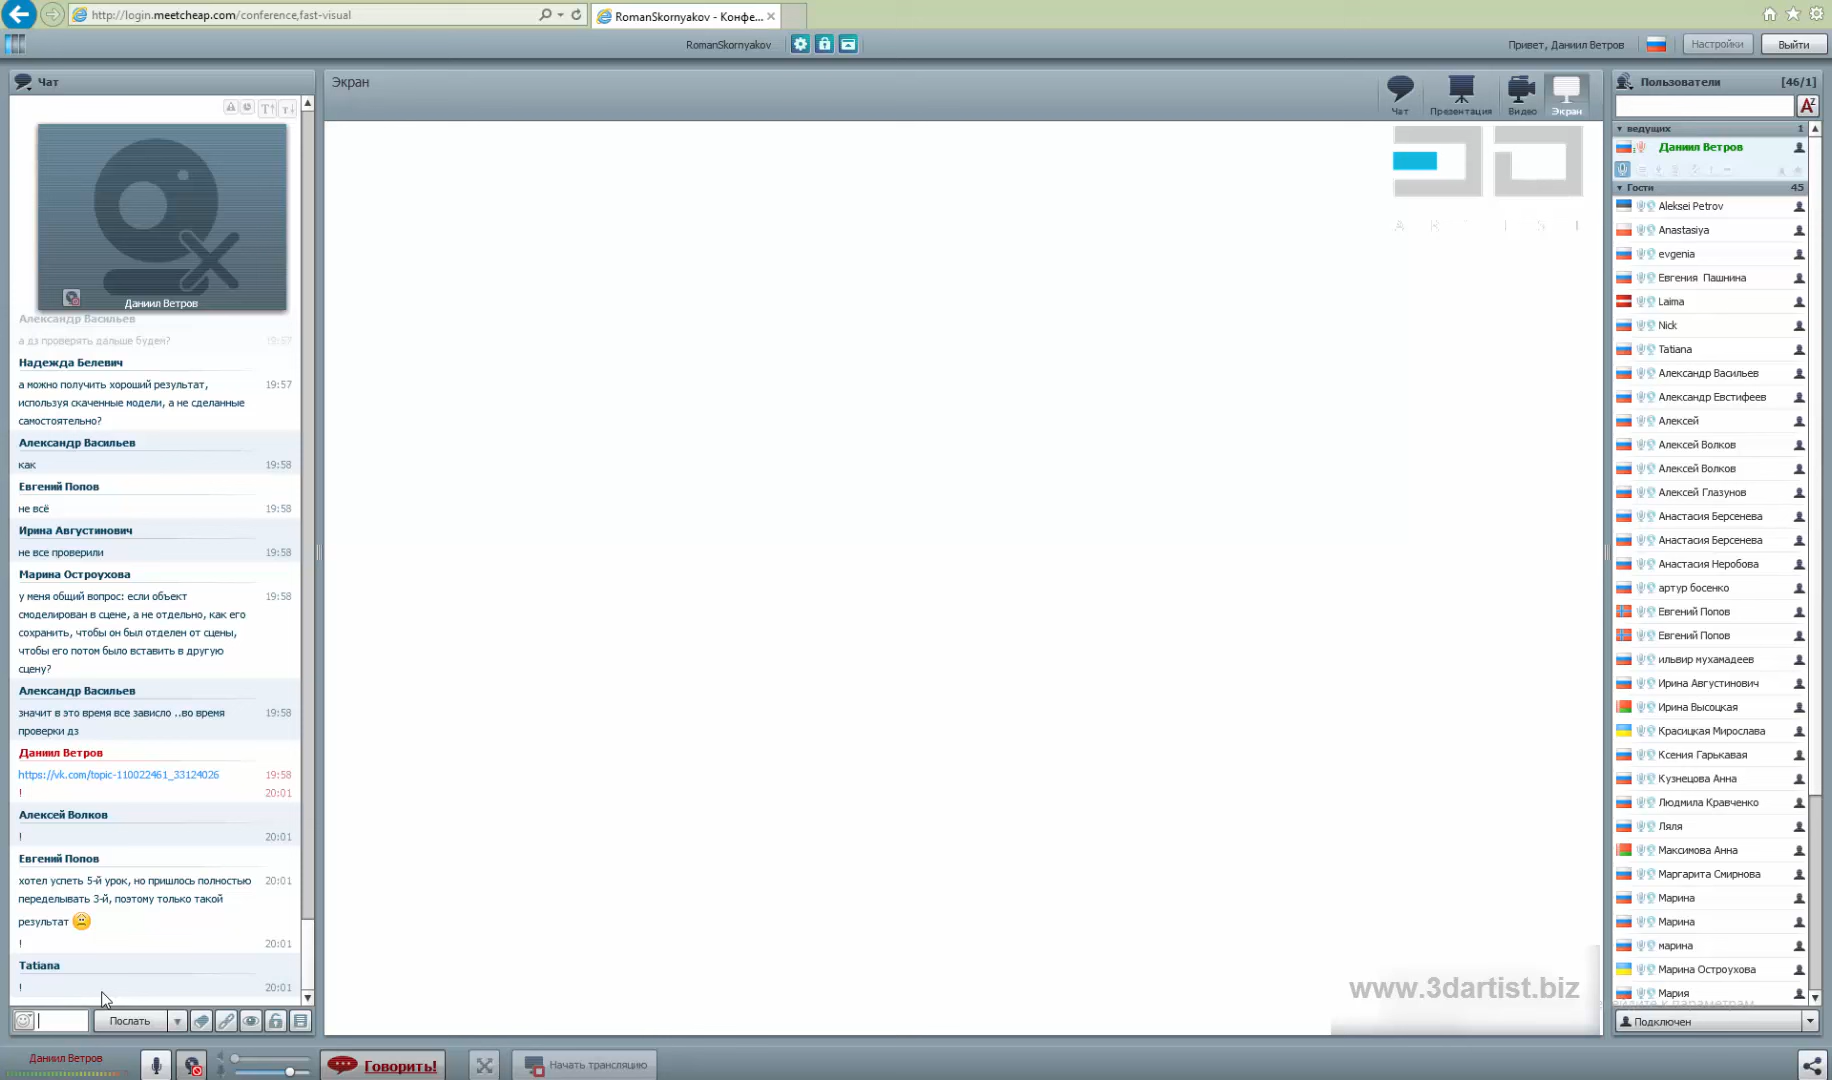 http://login.meetcheap.com/conference,fast-visual
RomanSkornyakov - Конфе...
RomanSkornyakov
Привет, Даниил Ветров
Настройки
Выйти
Чат
Даниил Ветров
Александр Васильев
а дз проверять дальше буден? 19:57
Надежда Белевич
а можно получить хороший результат, 19:57
используя скаченные модели, а не сделанные
самостоятельно?
Александр Васильев
как 19:58
Евгений Попов
не всё 19:58
Ирина Августинович
не все проверили 19:58
Марина Остроухова
у меня общий вопрос: если объект 19:58
смоделирован в сцене, а не отдельно, как его
сохранить, чтобы он был отделен от сцены,
чтобы его потом было вставить в другую
сцену?
Александр Васильев
значит в это время все зависло ..во время 19:58
проверки дз
Даниил Ветров
https://vk.com/topic-110022461_33124026 19:58
! 20:01
Алексей Волков
! 20:01
Евгений Попов
хотел успеть 5-й урок, но пришлось полностью 20:01
переделывать 3-й, поэтому только такой
результат
! 20:01
Tatiana
! 20:01
Послать
Даниил Ветров
Говорить!
Начать трансляцию
Экран
Чат
Презентация
Видео
Экран
www.3dartist.biz
Пользователи [46/1]
ведущих 1
Даниил Ветров
Гости 45
Aleksei Petrov
Anastasiya
evgenia
Евгения Пашнина
Laima
Nick
Tatiana
Александр Васильев
Александр Евстифеев
Алексей
Алексей Волков
Алексей Волков
Алексей Глазунов
Анастасия Берсенева
Анастасия Берсенева
Анастасия Неробова
артур босенко
Евгений Попов
Евгений Попов
ильвир мухамадеев
Ирина Августинович
Ирина Высоцкая
Красицкая Мирослава
Ксения Гарькавая
Кузнецова Анна
Людмила Кравченко
Ляля
Максимова Анна
Маргарита Смирнова
Марина
Марина
марина
Марина Остроухова
Мария
Подключен